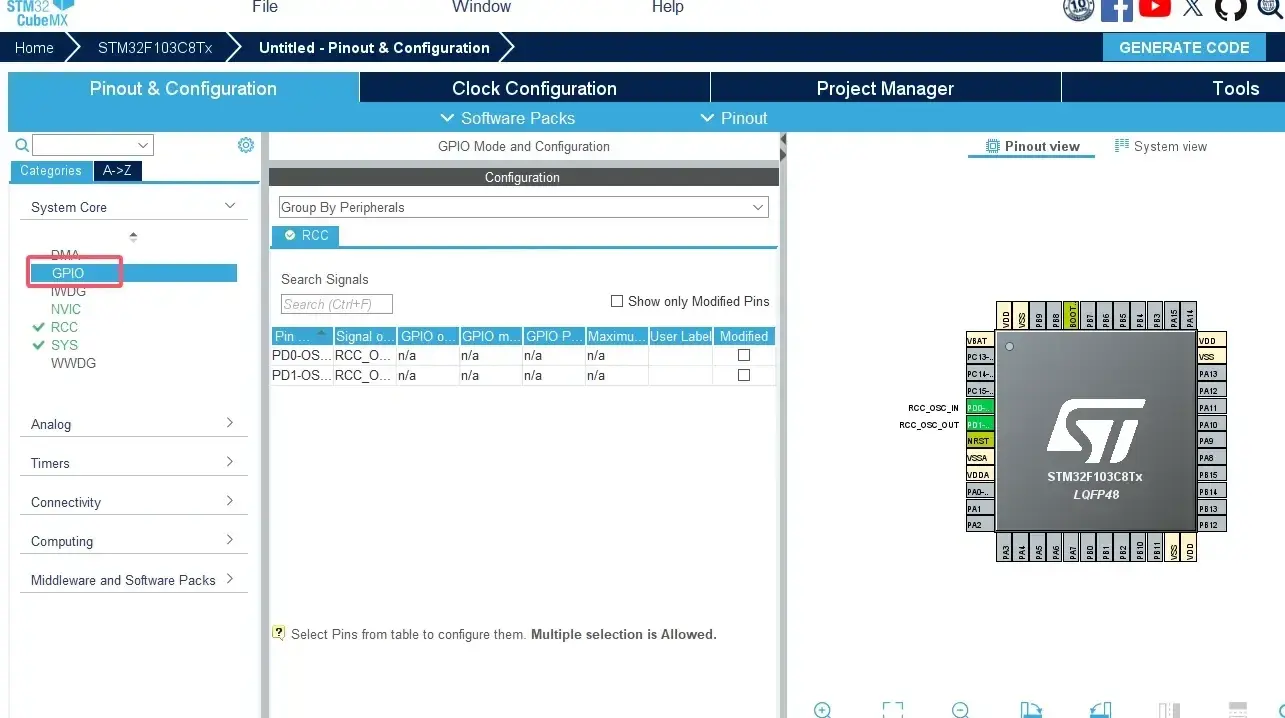 STM32
CubeMX
File
Window
Help
10
Home
STM32F103C8Tx
Untitled - Pinout & Configuration
GENERATE CODE
Pinout & Configuration
Clock Configuration
Project Manager
Tools
Software Packs
Pinout
GPIO Mode and Configuration
Pinout view
System view
Categories
A->Z
Configuration
System Core
Group By Peripherals
RCC
DMA
GPIO
IWDG
NVIC
RCC
SYS
WWDG
Search Signals
Search (Ctrl+F)
Show only Modified Pins
Pin ...
Signal o...
GPIO o...
GPIO m...
GPIO P...
Maximu...
User Label
Modified
PD0-OS...
RCC_O...
n/a
n/a
n/a
n/a
PD1-OS...
RCC_O...
n/a
n/a
n/a
n/a
Analog
Timers
Connectivity
Computing
Middleware and Software Packs
? Select Pins from table to configure them. Multiple selection is Allowed.
VDD
VSS
PB9
PB8
BOOT..
PB7
PB6
PB5
PB4
PB3
PA15
PA14
VBAT
PC13-..
PC14-..
PC15-..
RCC_OSC_IN
PD0-..
RCC_OSC_OUT
PD1-..
NRST
VSSA
VDDA
PA0-..
PA1
PA2
VDD
VSS
PA13
PA12
PA11
PA10
PA9
PA8
PB15
PB14
PB13
PB12
STM32F103C8Tx
LQFP48
PA3
PA4
PA5
PA6
PA7
PB0
PB1
PB2
PB10
PB11
VSS
VDD